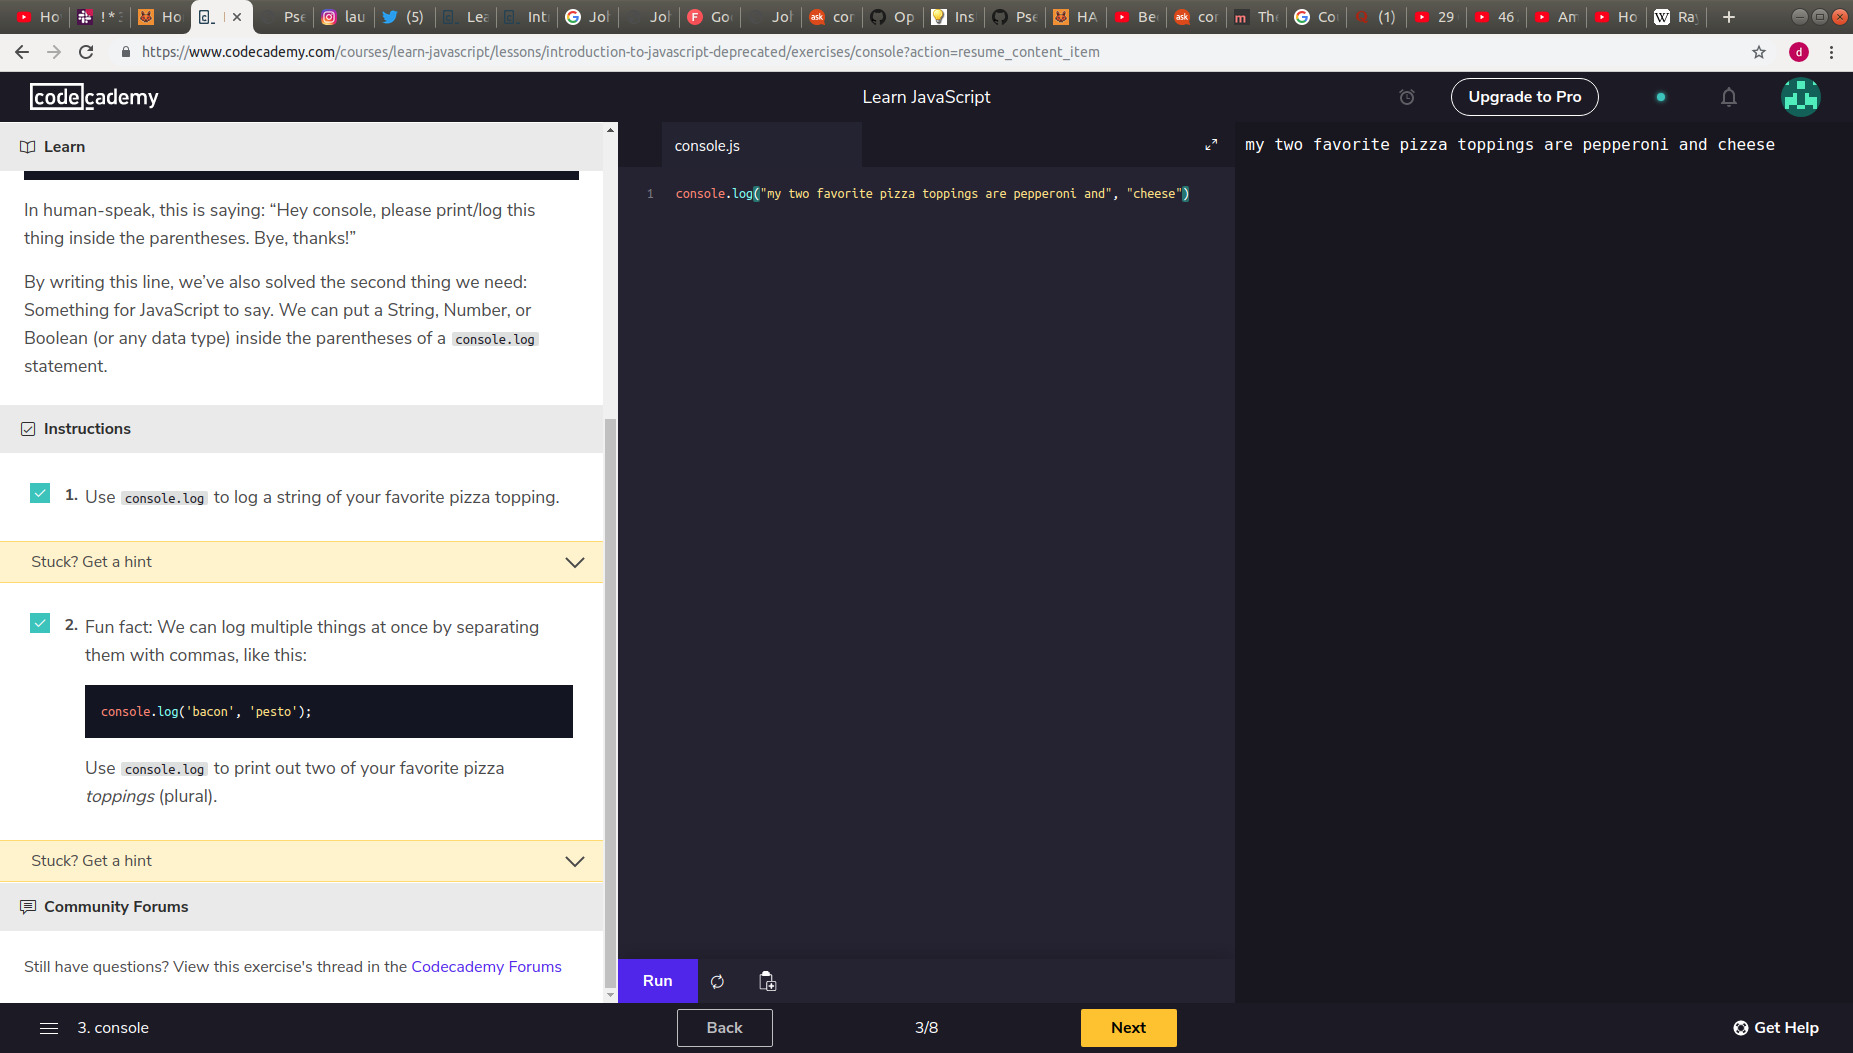 Ho
! *
Ho
Pse
lau
(5)
Lea
Int
Joh
Joh
Goo
Joh
cor
Op
Ins
Pse
HA
Be
cor
The
Co
(1)
29
46
Am
Ho
Ray
https://www.codecademy.com/courses/learn-javascript/lessons/introduction-to-javascript-deprecated/exercises/console?action=resume_content_item
d
codecademy
Learn JavaScript
Upgrade to Pro
Learn
In human-speak, this is saying: “Hey console, please print/log this
thing inside the parentheses. Bye, thanks!”
By writing this line, we’ve also solved the second thing we need:
Something for JavaScript to say. We can put a String, Number, or
Boolean (or any data type) inside the parentheses of a console.log
statement.
Instructions
1. Use console.log to log a string of your favorite pizza topping.
Stuck? Get a hint
2. Fun fact: We can log multiple things at once by separating
them with commas, like this:
console.log('bacon', 'pesto');
Use console.log to print out two of your favorite pizza
toppings (plural).
Stuck? Get a hint
Community Forums
Still have questions? View this exercise's thread in the Codecademy Forums
console.js
1 console.log("my two favorite pizza toppings are pepperoni and", "cheese")
Run
my two favorite pizza toppings are pepperoni and cheese
3. console
Back
3/8
Next
Get Help